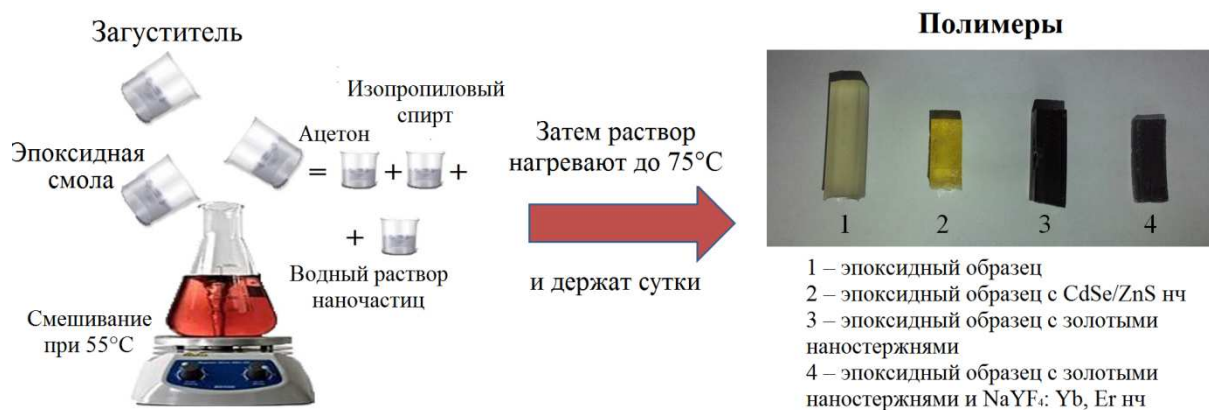 Загуститель
Изопропиловый
спирт
Ацетон
Эпоксидная
смола
=
+
+
+
Водный раствор
наночастиц
Смешивание
при 55°C
Затем раствор
нагревают до 75°C
и держат сутки
Полимеры
1 2 3 4
1 – эпоксидный образец
2 – эпоксидный образец с CdSe/ZnS нч
3 – эпоксидный образец с золотыми
наностержнями
4 – эпоксидный образец с золотыми
наностержнями и NaYF₄: Yb, Er нч